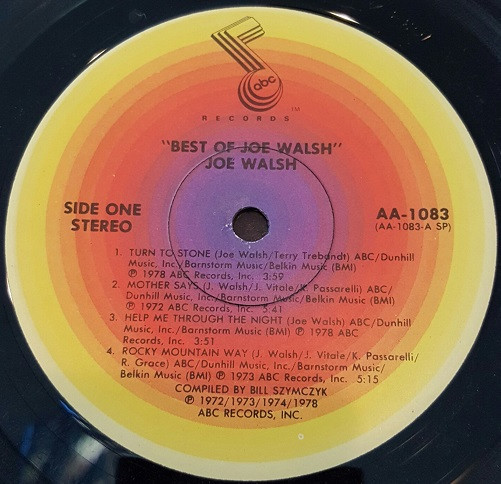 abc
TM
RECORDS
"BEST OF JOE WALSH"
JOE WALSH
SIDE ONE
STEREO
AA-1083
(AA-1083-A SP)
1. TURN TO STONE (Joe Walsh/Terry Trebandt) ABC/Dunhill
Music, Inc./Barnstorm Music/Belkin Music (BMI)
℗ 1978 ABC Records, Inc. 3:59
2. MOTHER SAYS (J. Walsh/J. Vitale/K. Passarelli) ABC/
Dunhill Music, Inc./Barnstorm Music/Belkin Music (BMI)
℗ 1972 ABC Records, Inc. 5:41
3. HELP ME THROUGH THE NIGHT (Joe Walsh) ABC/Dunhill
Music, Inc./Barnstorm Music (BMI) ℗ 1978 ABC
Records, Inc. 3:51
4. ROCKY MOUNTAIN WAY (J. Walsh/J. Vitale/K. Passarelli/
R. Grace) ABC/Dunhill Music, Inc./Barnstorm Music/
Belkin Music (BMI) ℗ 1973 ABC Records, Inc. 5:15
COMPILED BY BILL SZYMCZYK
℗ 1972/1973/1974/1978
ABC RECORDS, INC.